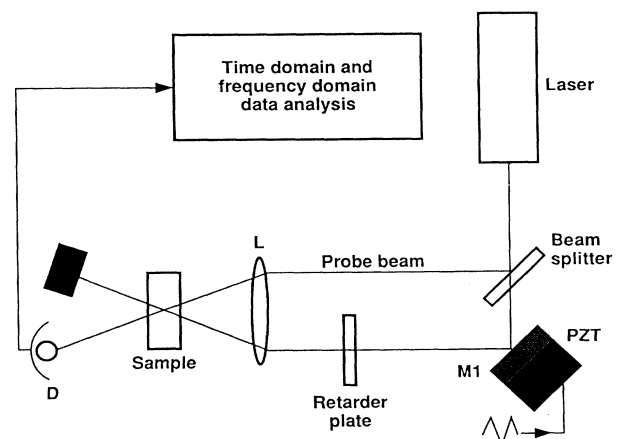 Time domain and
frequency domain
data analysis
Laser
L
Probe beam
Beam
splitter
Sample
D
Retarder
plate
M1
PZT